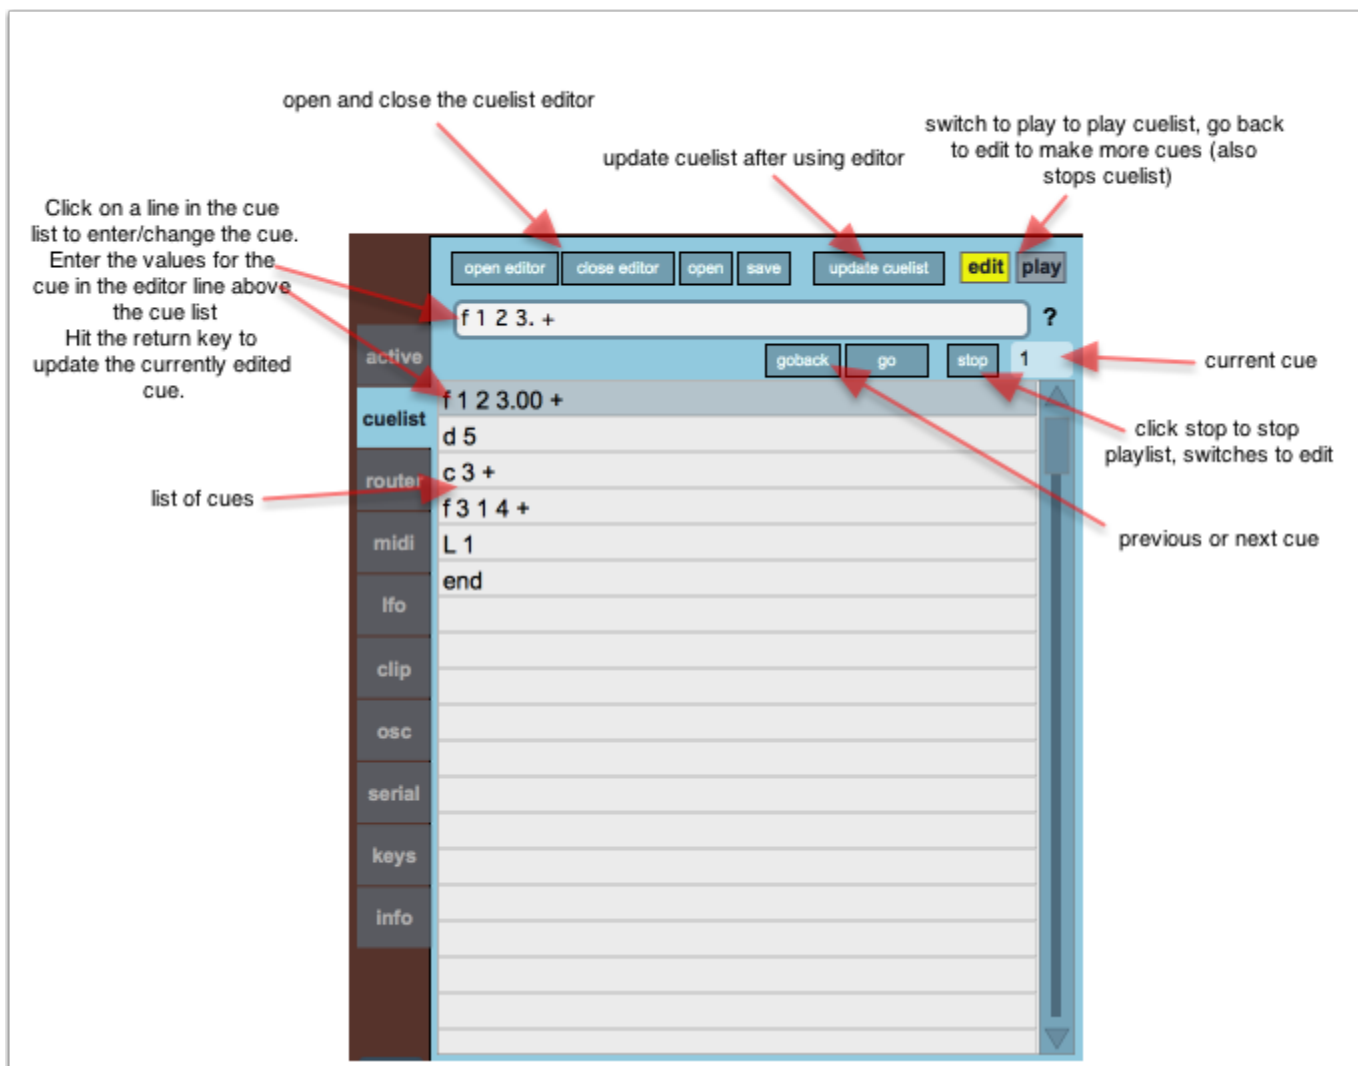 open and close the cuelist editor
switch to play to play cuelist, go back
to edit to make more cues (also
stops cuelist)
update cuelist after using editor
Click on a line in the cue
list to enter/change the cue.
Enter the values for the
cue in the editor line above
the cue list
Hit the return key to
update the currently edited
cue.
open editor close editor open save update cuelist edit play
f 1 2 3. + ?
goback go stop 1
current cue
active
cuelist
router
midi
lfo
clip
osc
serial
keys
info
f 1 2 3.00 +
d 5
c 3 +
f 3 1 4 +
L 1
end
click stop to stop
playlist, switches to edit
list of cues
previous or next cue